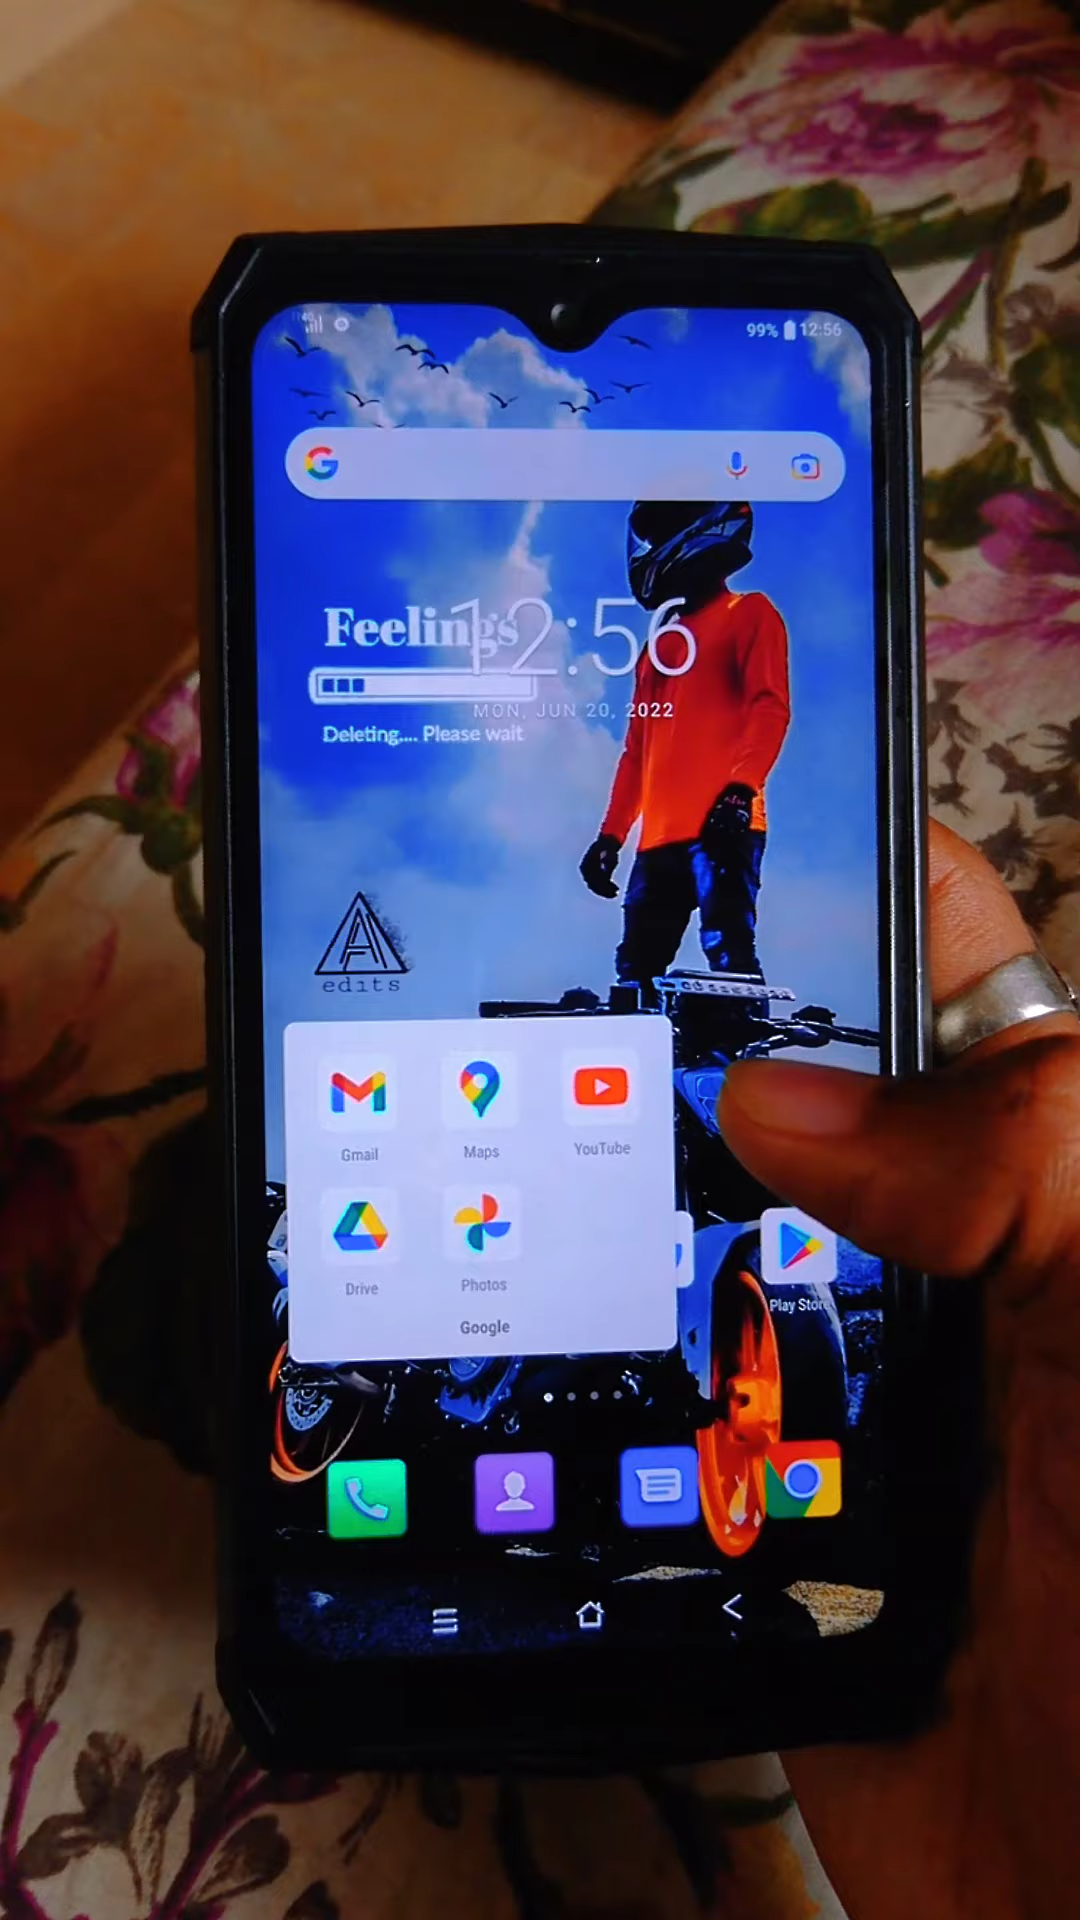 99% 12:56
Feelings
12:56
MON, JUN 20, 2022
Deleting.... Please wait
edits
Gmail
Maps
YouTube
Drive
Photos
Google
Play Store